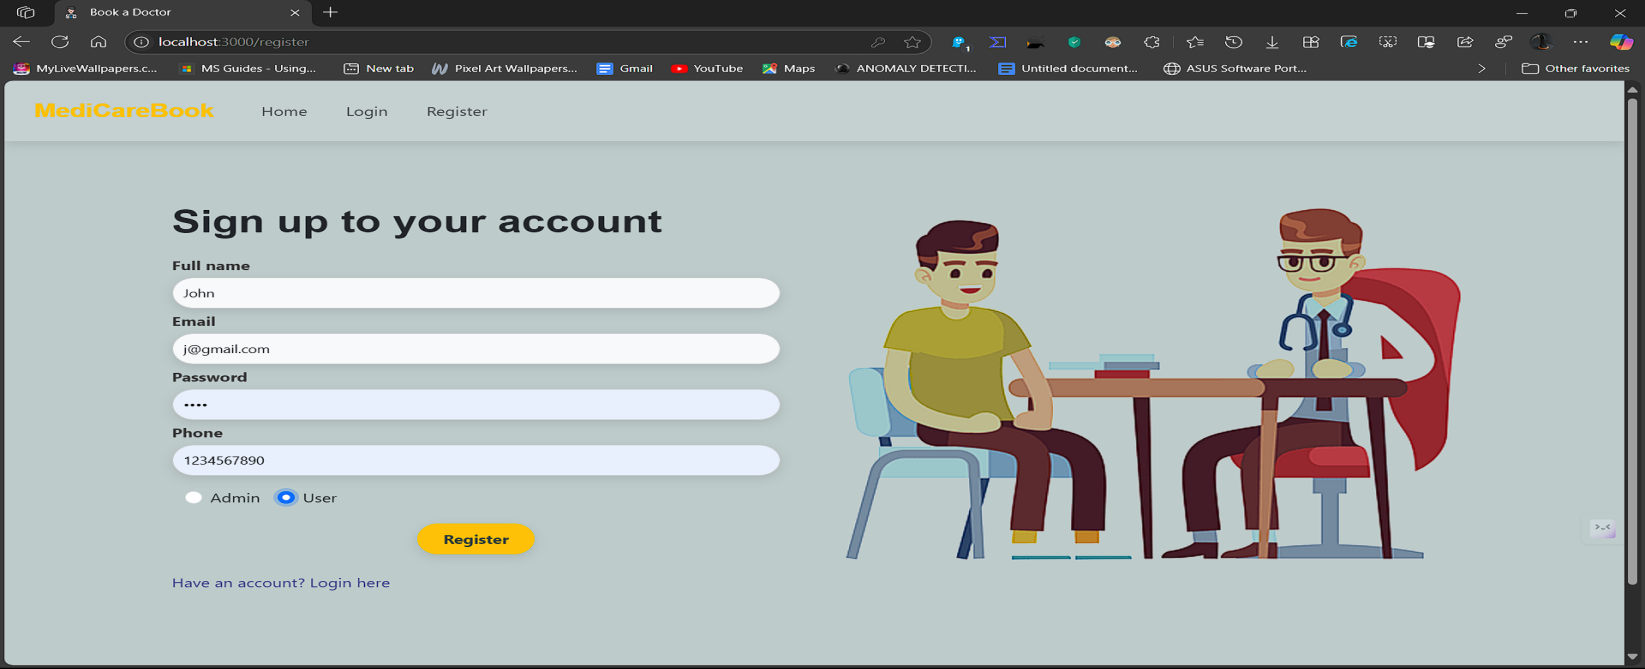 Book a Doctor
localhost:3000/register
1
MyLiveWallpapers.c... MS Guides - Using... New tab Pixel Art Wallpapers... Gmail YouTube Maps ANOMALY DETECTI... Untitled document... ASUS Software Port... Other favorites
MediCareBook Home Login Register
Sign up to your account
Full name
John
Email
j@gmail.com
Password
••••
Phone
1234567890
Admin User
Register
Have an account? Login here